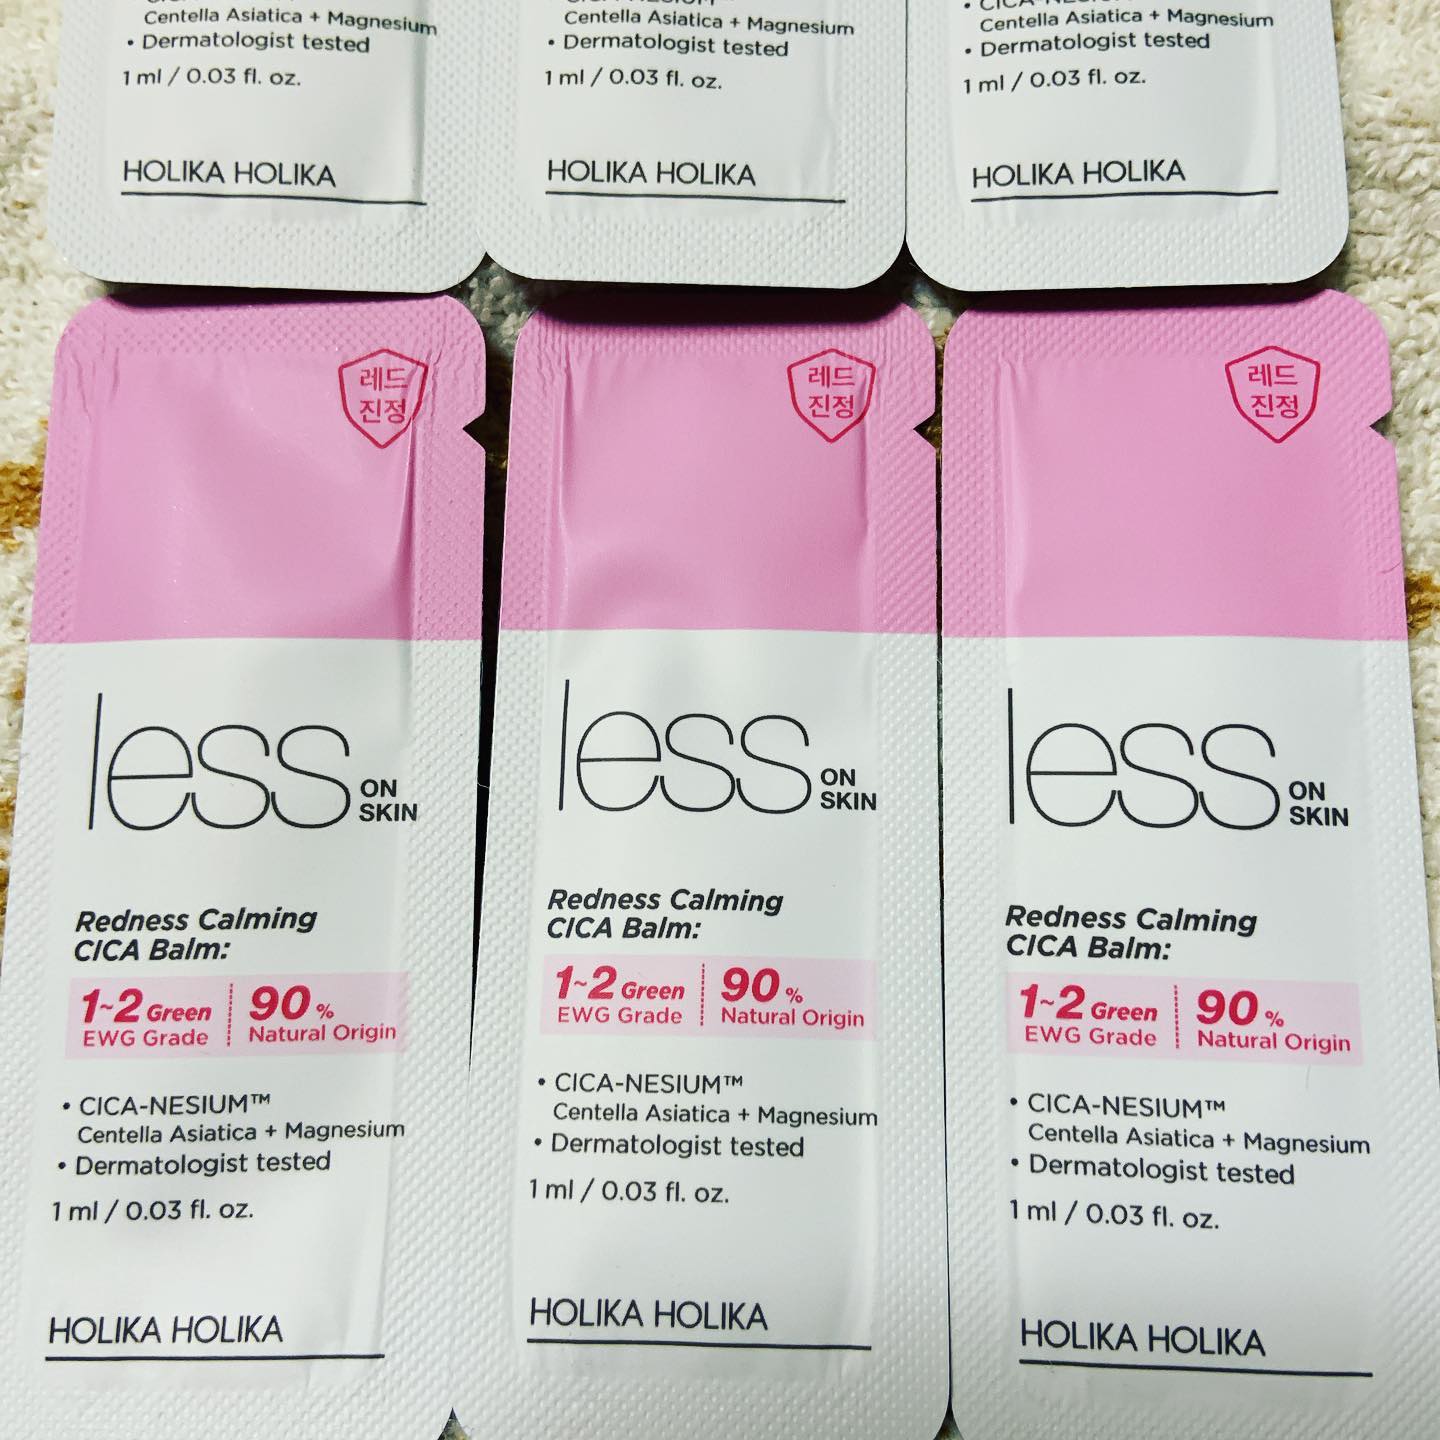 Centella Asiatica + Magnesium
• Dermatologist tested
1 ml / 0.03 fl. oz.
HOLIKA HOLIKA
Centella Asiatica + Magnesium
• Dermatologist tested
1 ml / 0.03 fl. oz.
HOLIKA HOLIKA
Centella Asiatica + Magnesium
• Dermatologist tested
1 ml / 0.03 fl. oz.
HOLIKA HOLIKA
레드
진정
less ON
SKIN
Redness Calming
CICA Balm:
1~2 Green
EWG Grade
90 %
Natural Origin
• CICA-NESIUM™
Centella Asiatica + Magnesium
• Dermatologist tested
1 ml / 0.03 fl. oz.
HOLIKA HOLIKA
레드
진정
less ON
SKIN
Redness Calming
CICA Balm:
1~2 Green
EWG Grade
90 %
Natural Origin
• CICA-NESIUM™
Centella Asiatica + Magnesium
• Dermatologist tested
1 ml / 0.03 fl. oz.
HOLIKA HOLIKA
레드
진정
less ON
SKIN
Redness Calming
CICA Balm:
1~2 Green
EWG Grade
90 %
Natural Origin
• CICA-NESIUM™
Centella Asiatica + Magnesium
• Dermatologist tested
1 ml / 0.03 fl. oz.
HOLIKA HOLIKA